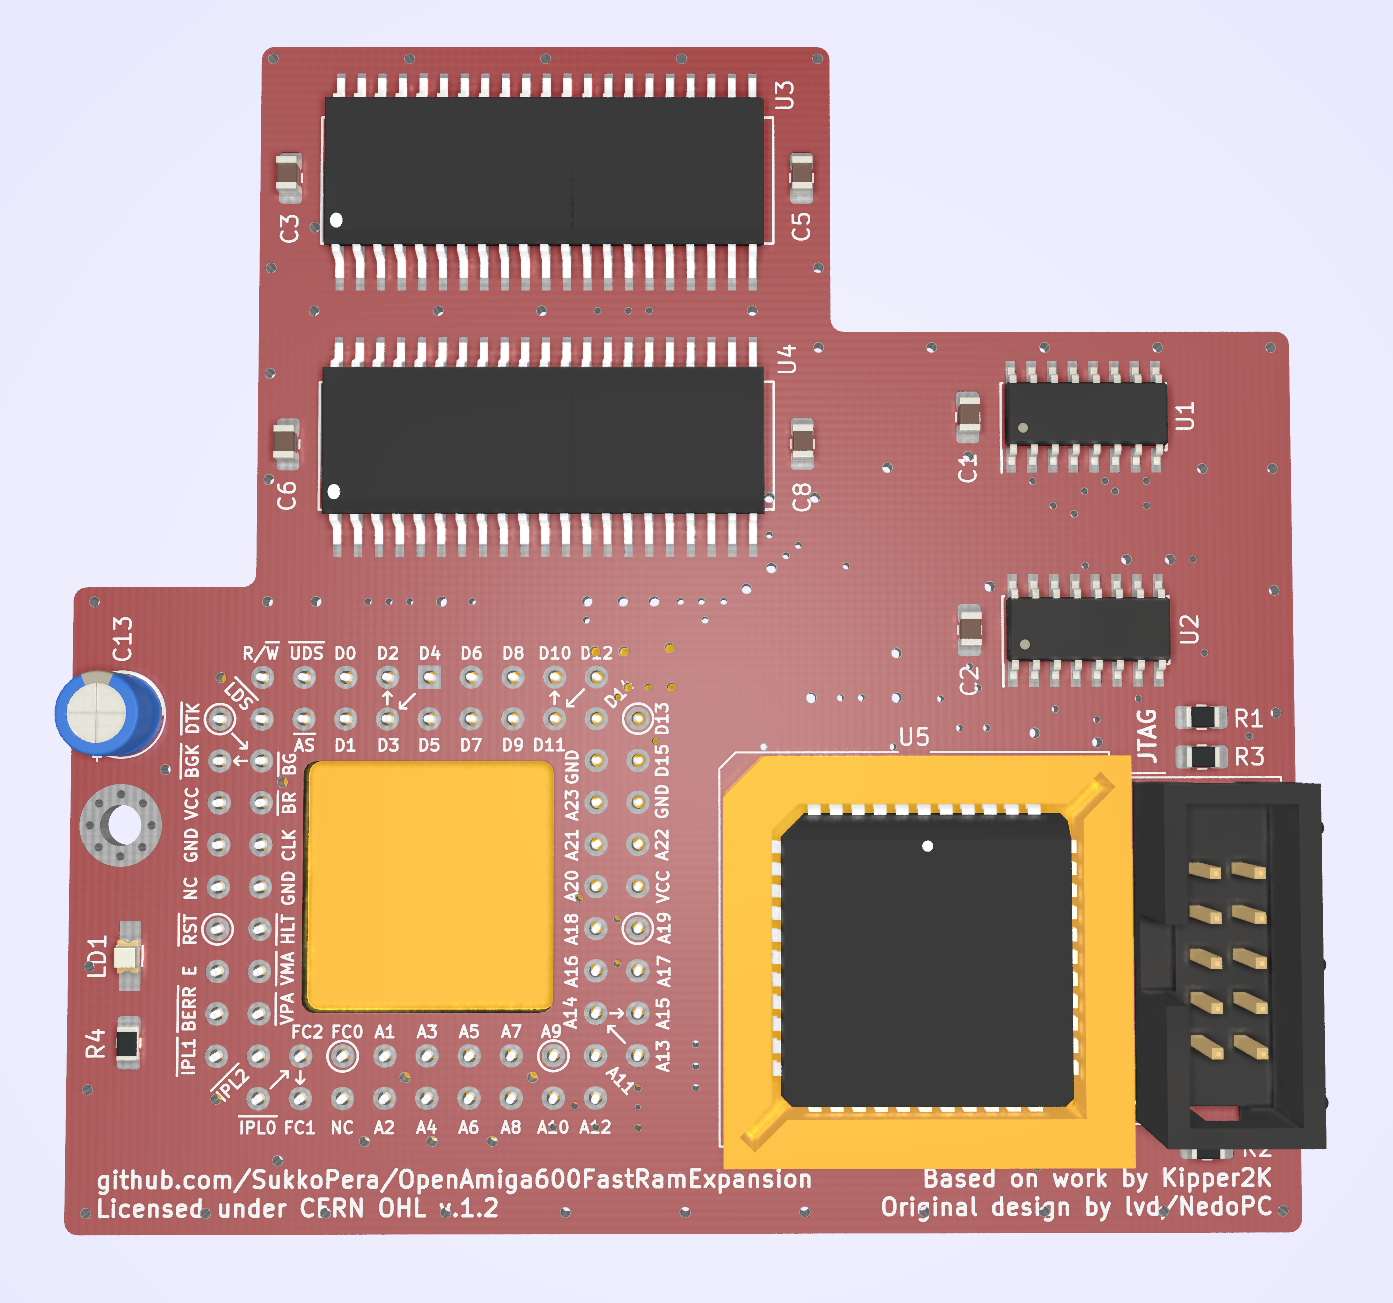 U3
C3
C5
U4
C6
C8
C1
U1
C2
U2
C13
R/W UDS D0 D2 D4 D6 D8 D10 D12
LDS
D14
DTK
AS D1 D3 D5 D7 D9 D11
D13
JTAG
R1
R3
U5
BGK
BG
GND
D15
VCC
BR
A23
GND
GND
CLK
A21
A22
NC
GND
A20
VCC
RST
HLT
A18
A19
LD1
E
VMA
A16
A17
BERR
VPA
A14
A15
R4
IPL1
FC2 FC0 A1 A3 A5 A7 A9
A13
IPL2
A11
IPL0 FC1 NC A2 A4 A6 A8 A10 A12
R2
github.com/SukkoPera/OpenAmiga600FastRamExpansion
Licensed under CERN OHL v.1.2
Based on work by Kipper2K
Original design by lvd/NedoPC